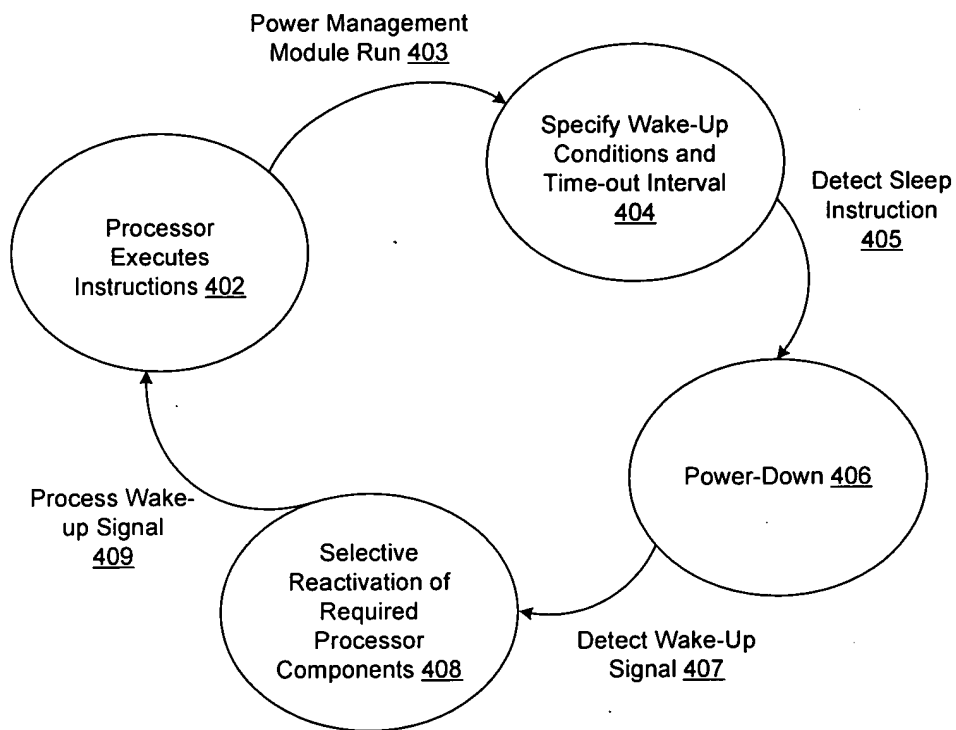 Power Management
Module Run 403
Specify Wake-Up
Conditions and
Time-out Interval
404
Detect Sleep
Instruction
405
Processor
Executes
Instructions 402
Power-Down 406
Process Wake-
up Signal
409
Selective
Reactivation of
Required
Processor
Components 408
Detect Wake-Up
Signal 407